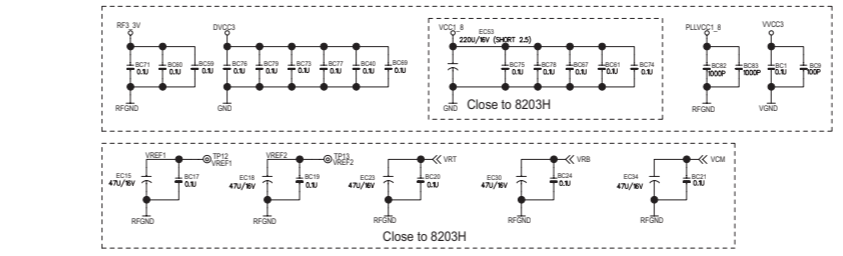 RF3 3V
DVCC3
VCC1_8
EC53
220U/16V (SHORT 2.5)
PLLVCC1_8
VVCC3
BC71
0.1U
BC60
0.1U
BC59
0.1U
BC76
0.1U
BC79
0.1U
BC73
0.1U
BC77
0.1U
BC40
0.1U
BC69
0.1U
BC75
0.1U
BC78
0.1U
BC67
0.1U
BC61
0.1U
BC74
0.1U
BC82
1000P
BC83
1000P
BC1
0.1U
BC9
100P
RFGND
GND
GND
Close to 8203H
RFGND
VGND
VREF1
TP12
VREF1
VREF2
TP13
VREF2
VRT
VRB
VCM
EC15
47U/16V
BC17
0.1U
EC18
47U/16V
BC19
0.1U
EC23
47U/16V
BC20
0.1U
EC30
47U/16V
BC24
0.1U
EC34
47U/16V
BC21
0.1U
RFGND
RFGND
RFGND
RFGND
RFGND
Close to 8203H